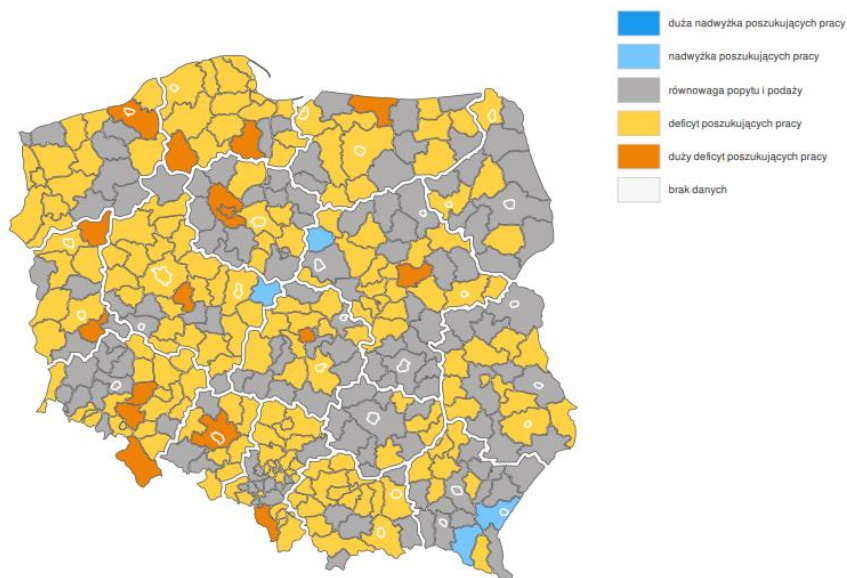 duża nadwyżka poszukujących pracy
nadwyżka poszukujących pracy
równowaga popytu i podaży
deficyt poszukujących pracy
duży deficyt poszukujących pracy
brak danych